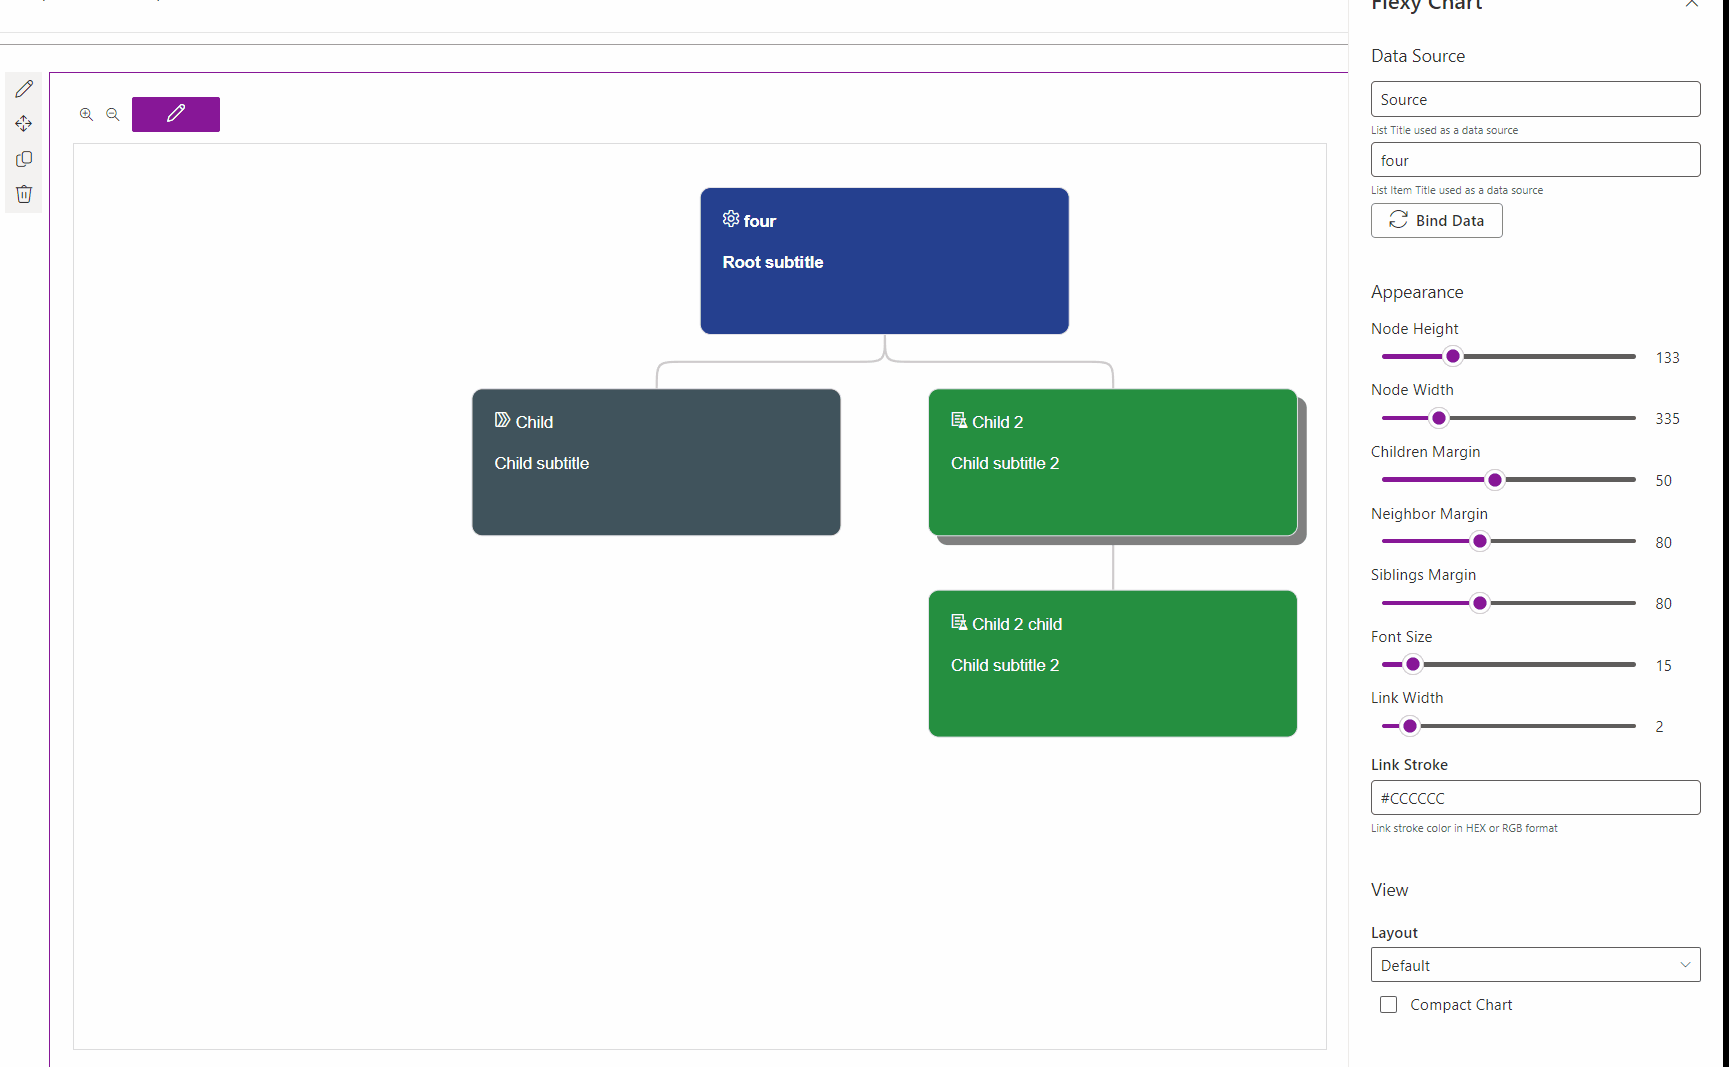 four
Root subtitle
Child
Child subtitle
Child 2
Child subtitle 2
Child 2 child
Child subtitle 2
Flexy Chart
Data Source
Source
List Title used as a data source
four
List Item Title used as a data source
Bind Data
Appearance
Node Height
133
Node Width
335
Children Margin
50
Neighbor Margin
80
Siblings Margin
80
Font Size
15
Link Width
2
Link Stroke
#CCCCCC
Link stroke color in HEX or RGB format
View
Layout
Default
Compact Chart